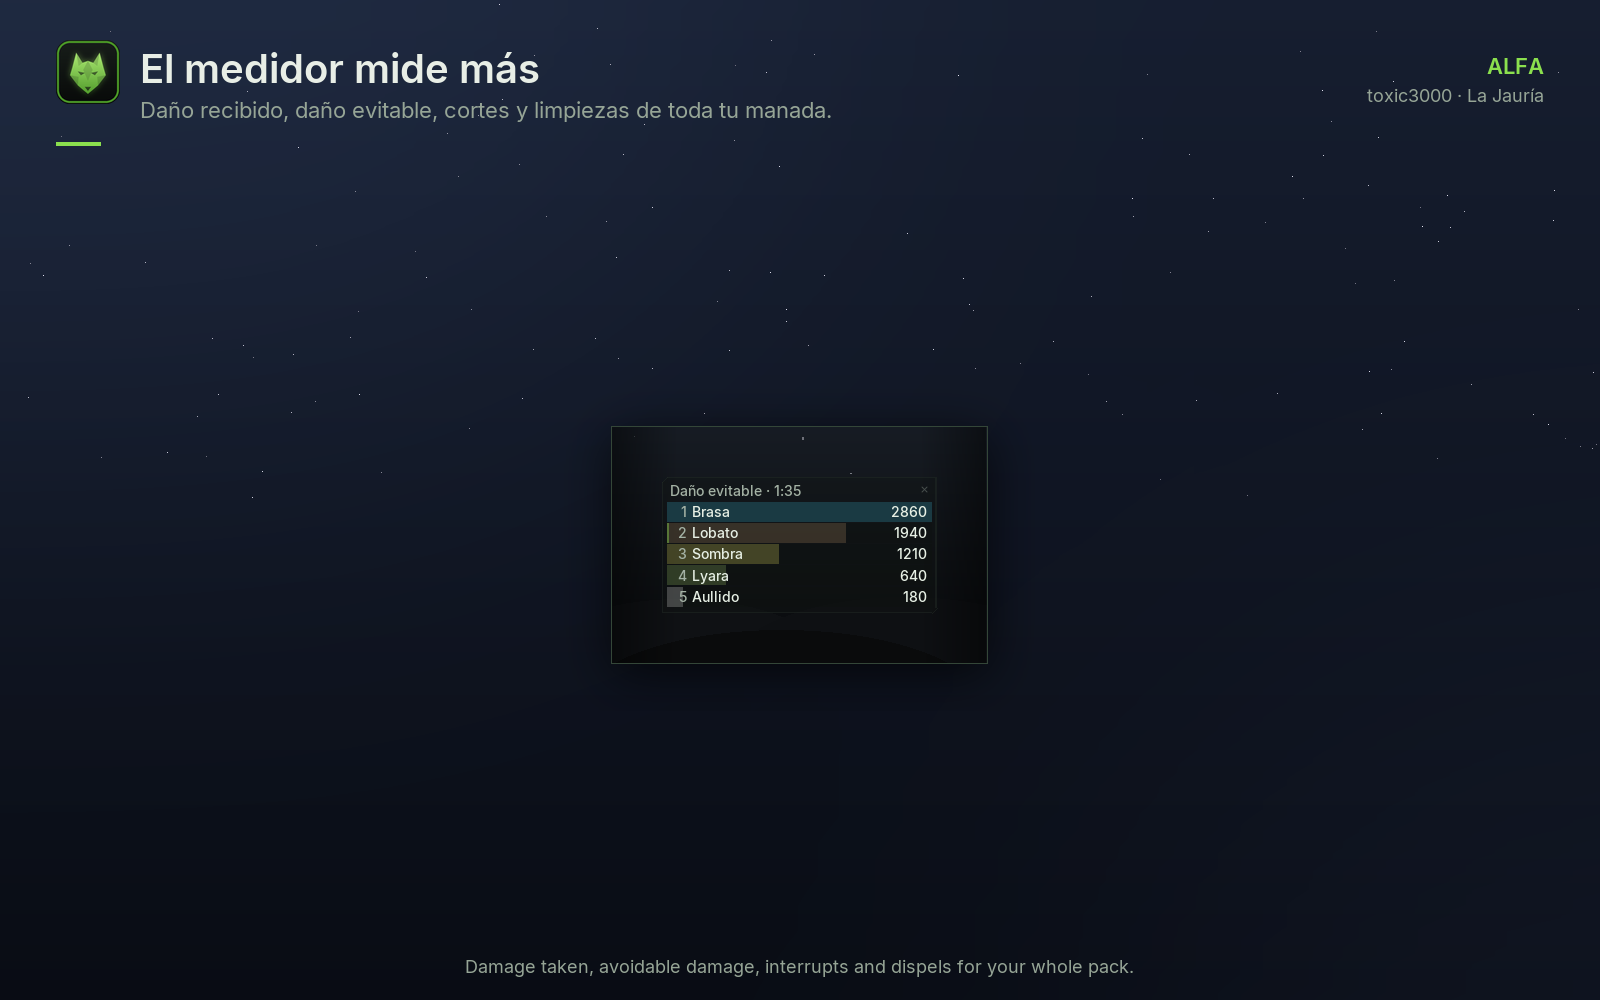 El medidor mide más
Daño recibido, daño evitable, cortes y limpiezas de toda tu manada.
ALFA
toxic3000 · La Jauría
Daño evitable · 1:35 ×
1 Brasa 2860
2 Lobato 1940
3 Sombra 1210
4 Lyara 640
5 Aullido 180
Damage taken, avoidable damage, interrupts and dispels for your whole pack.